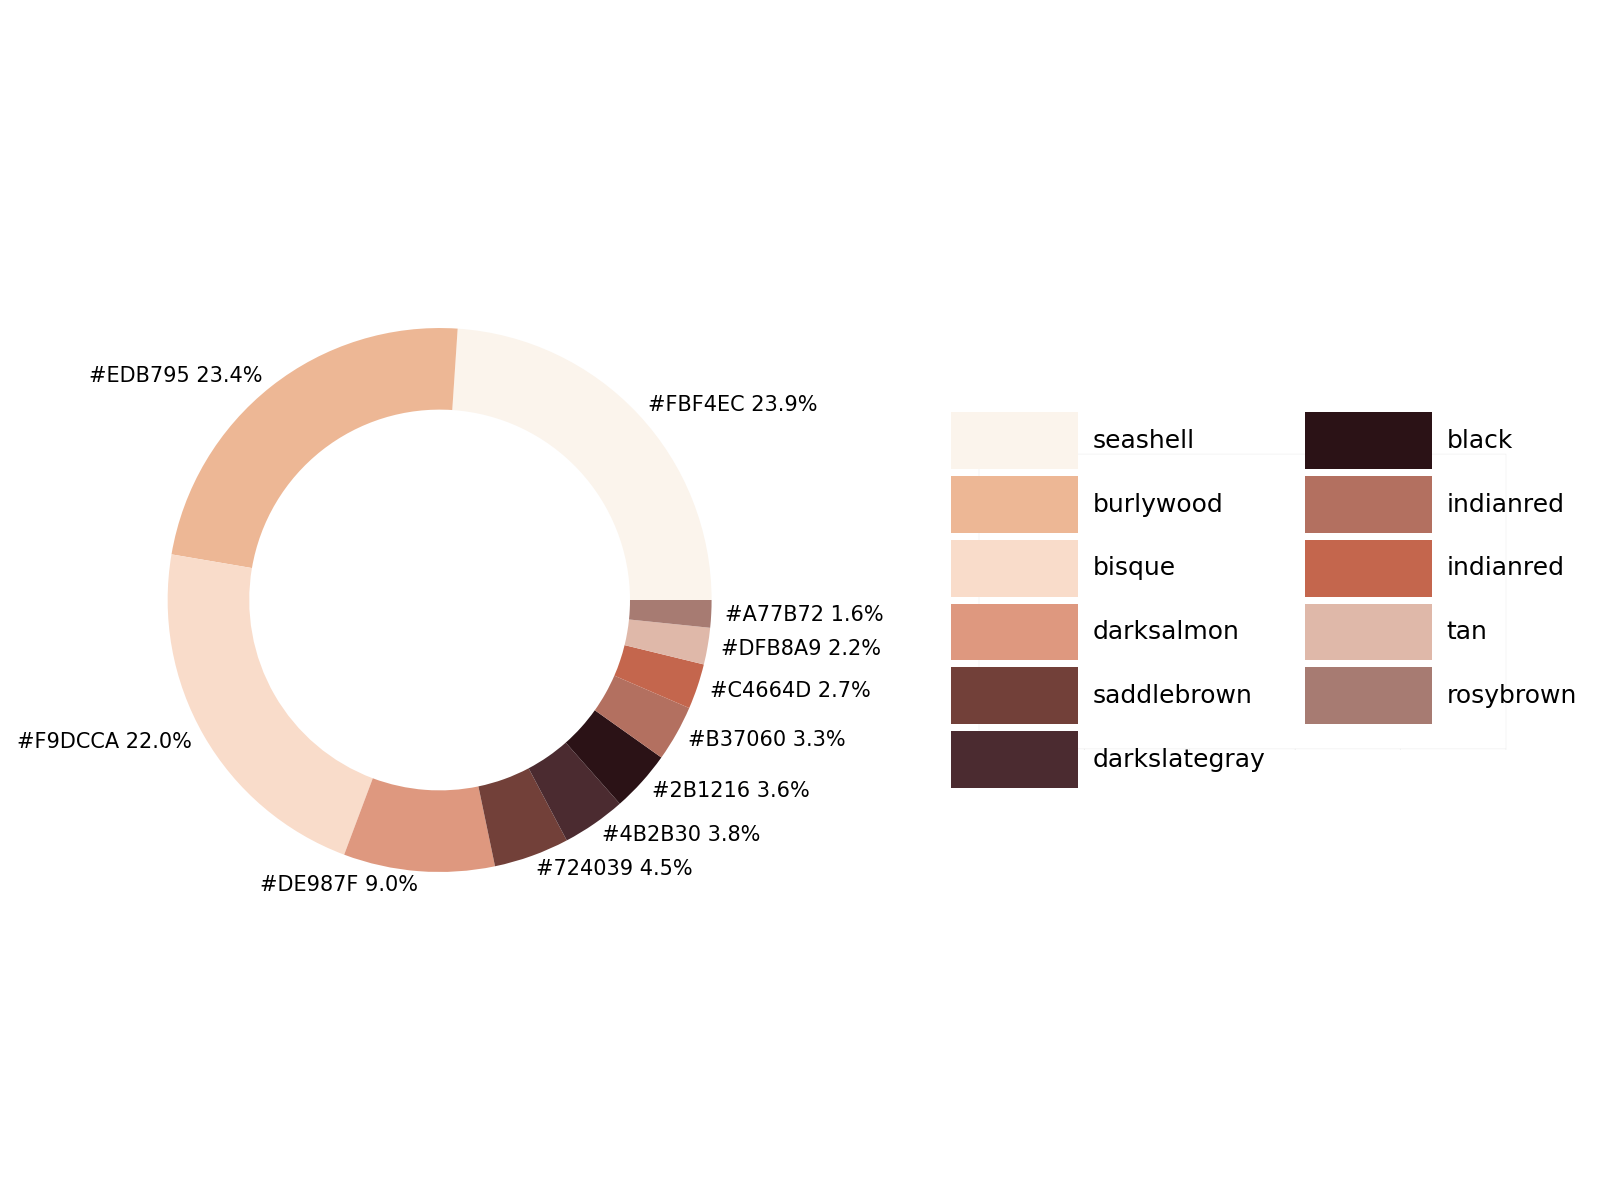 #EDB795 23.4%
#FBF4EC 23.9%
#F9DCCA 22.0%
#DE987F 9.0%
#724039 4.5%
#4B2B30 3.8%
#2B1216 3.6%
#B37060 3.3%
#C4664D 2.7%
#DFB8A9 2.2%
#A77B72 1.6%
seashell
burlywood
bisque
darksalmon
saddlebrown
darkslategray
black
indianred
indianred
tan
rosybrown